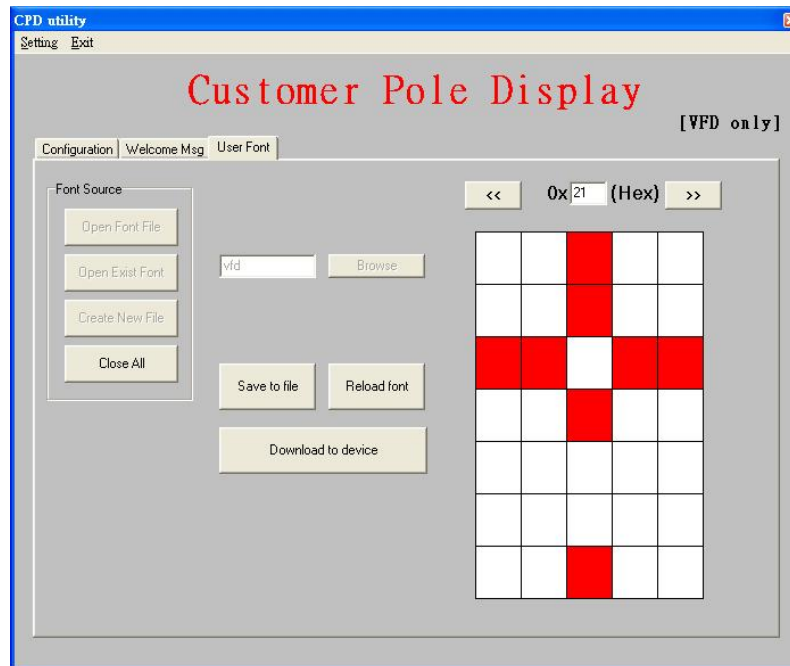 CPD utility
Setting Exit
Customer Pole Display
[VFD only]
Configuration Welcome Msg User Font
Font Source
<< 0x 21 (Hex) >>
Open Font File
Open Exist Font
vfd Browse
Create New File
Close All
Save to file Reload font
Download to device